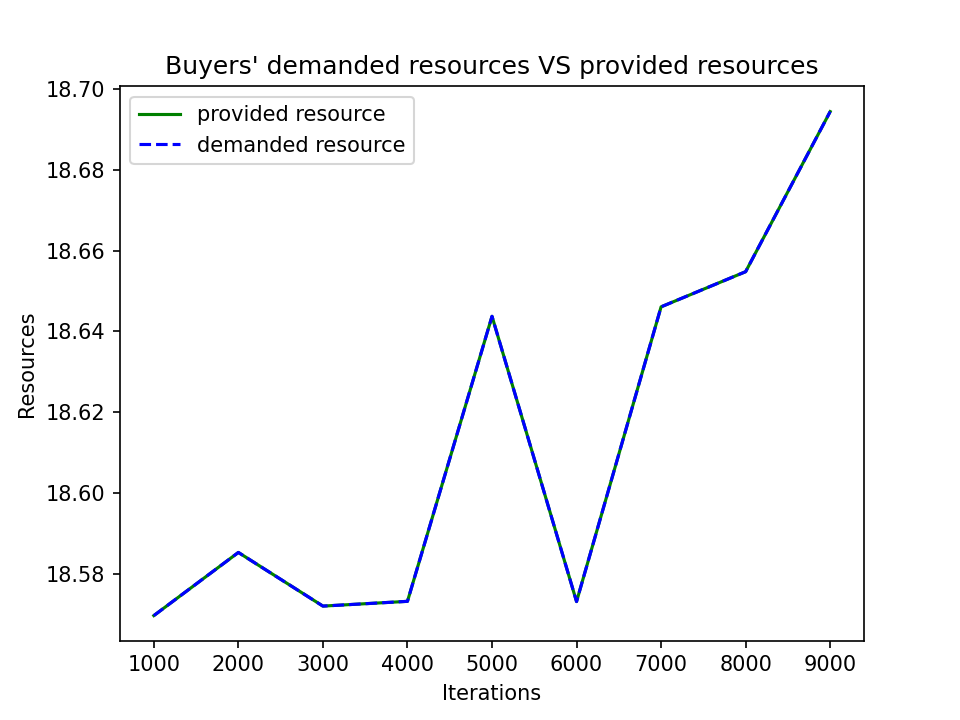 Buyers' demanded resources VS provided resources
provided resource
demanded resource
18.70
18.68
18.66
18.64
18.62
18.60
18.58
Resources
1000 2000 3000 4000 5000 6000 7000 8000 9000
Iterations